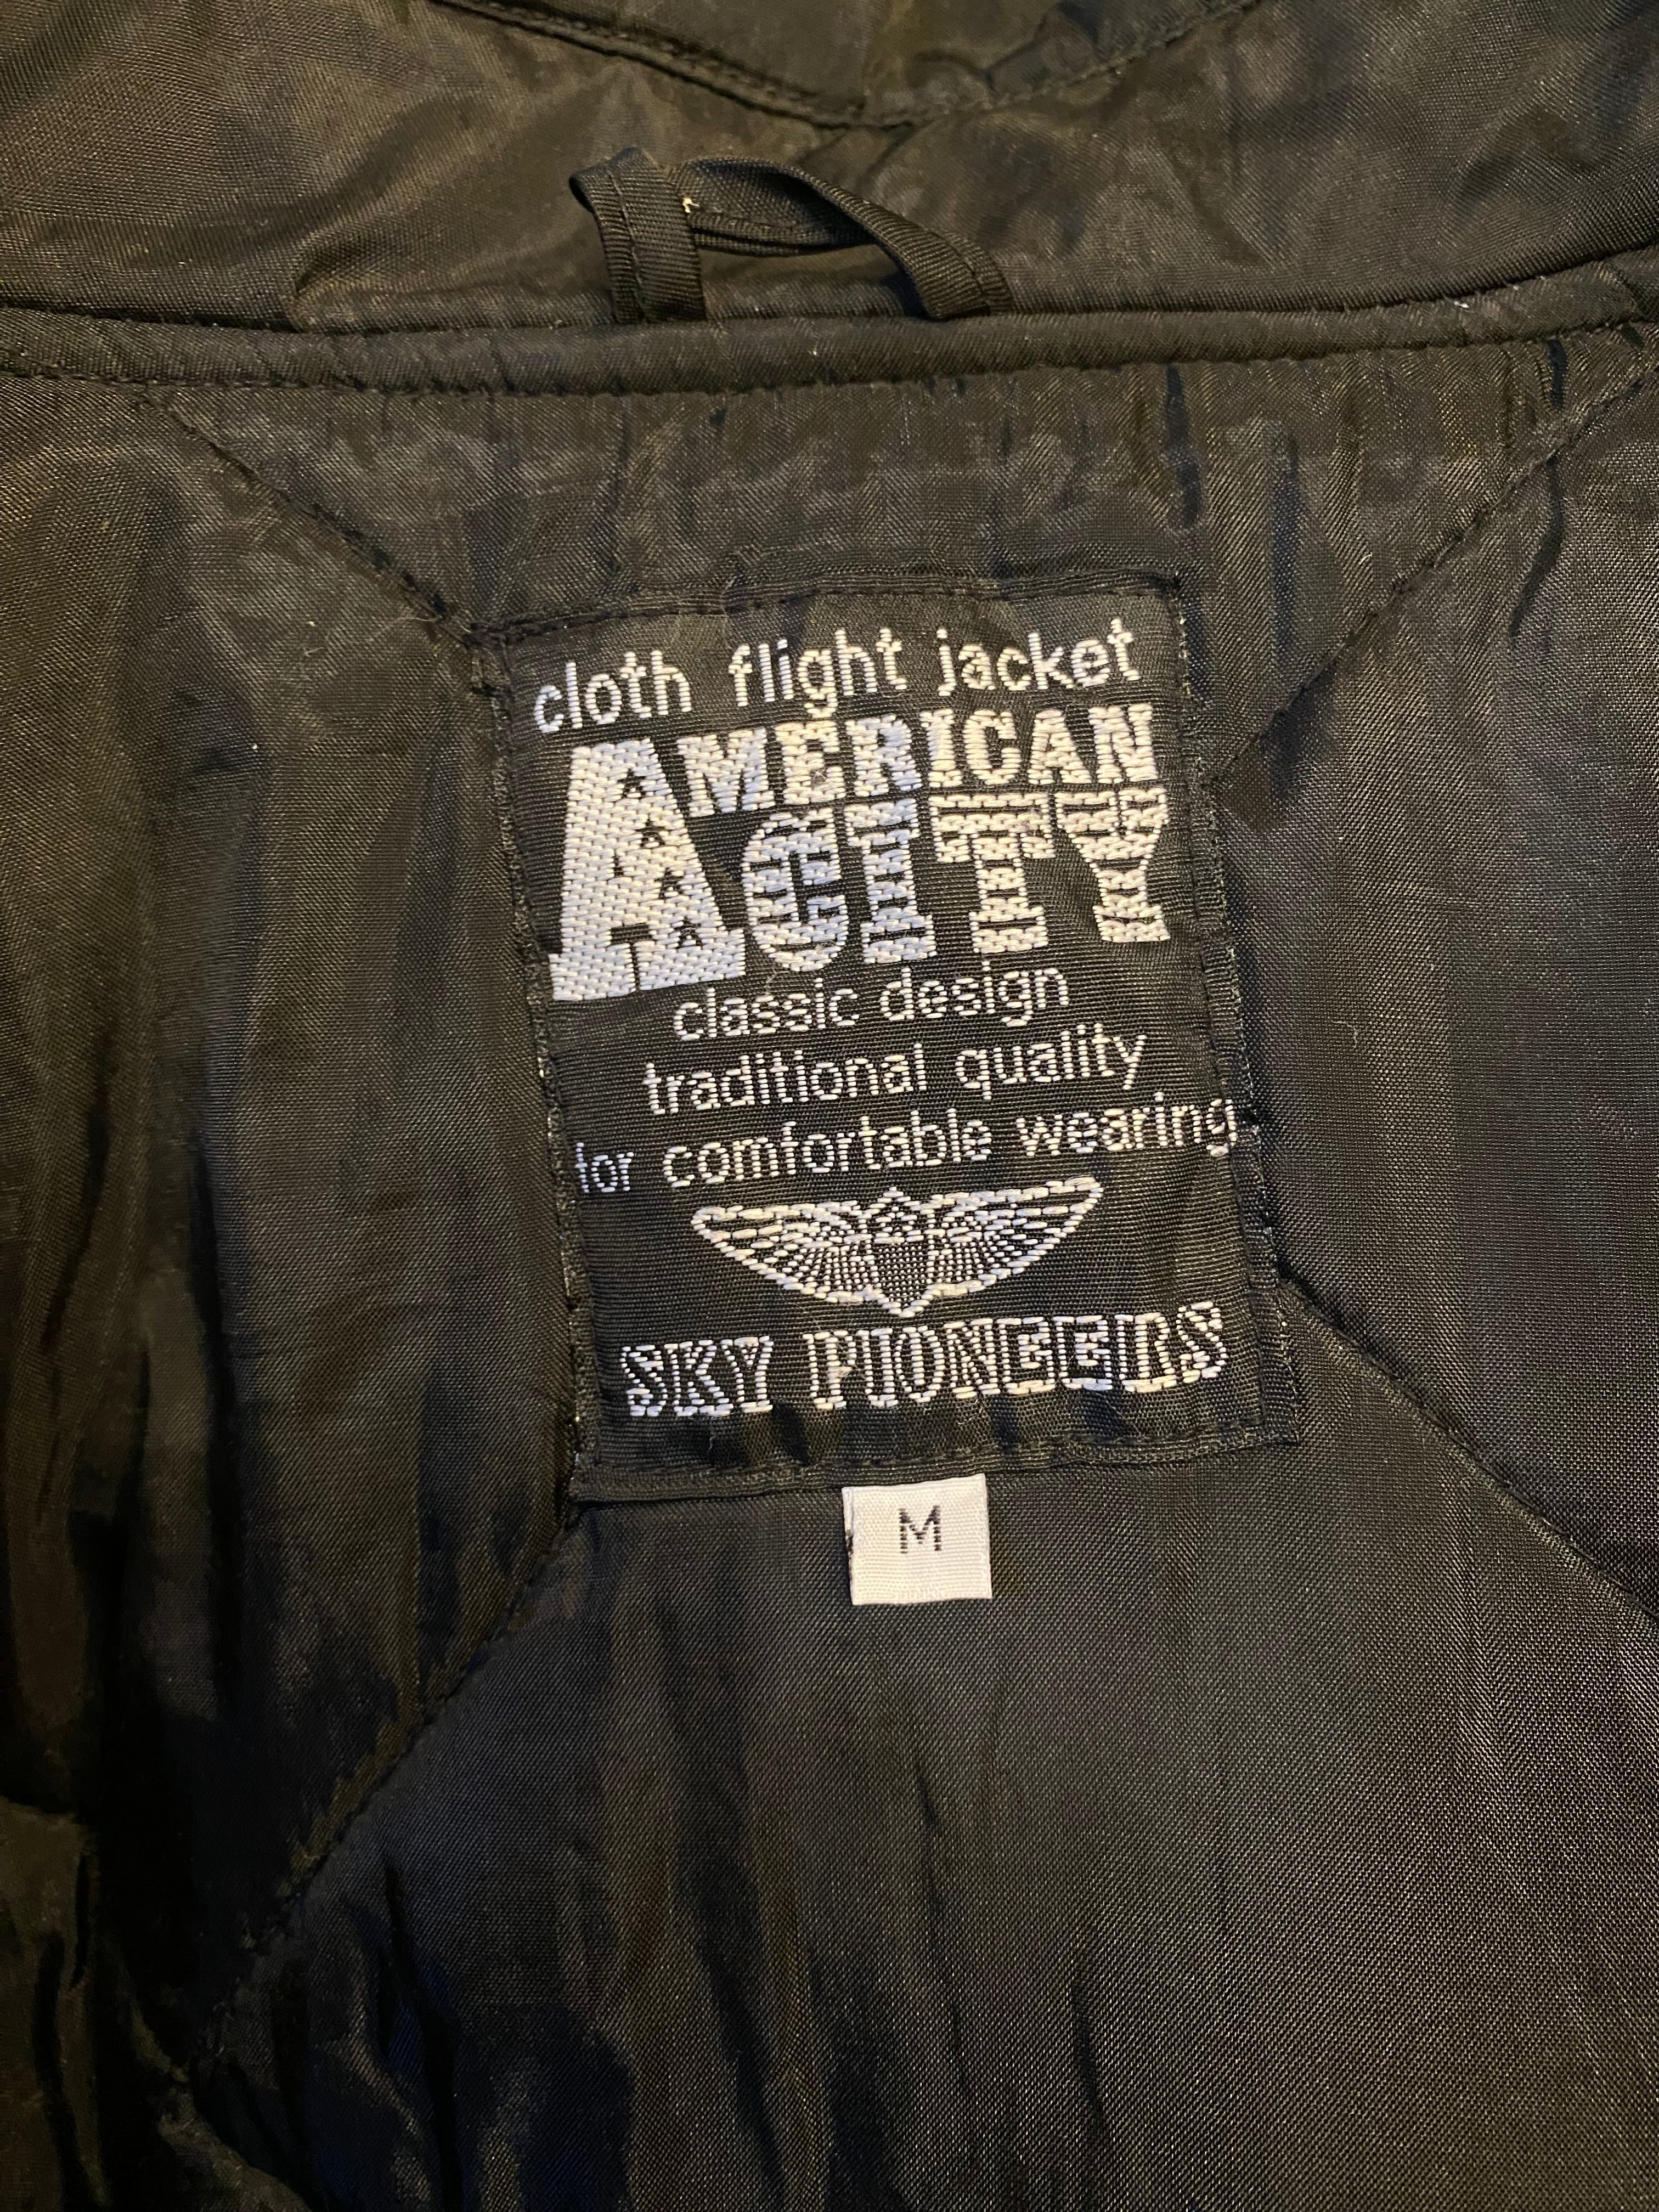 cloth flight jacket
AMERICAN
CITY
classic design
traditional quality
for comfortable wearing
SKY PIONEERS
M